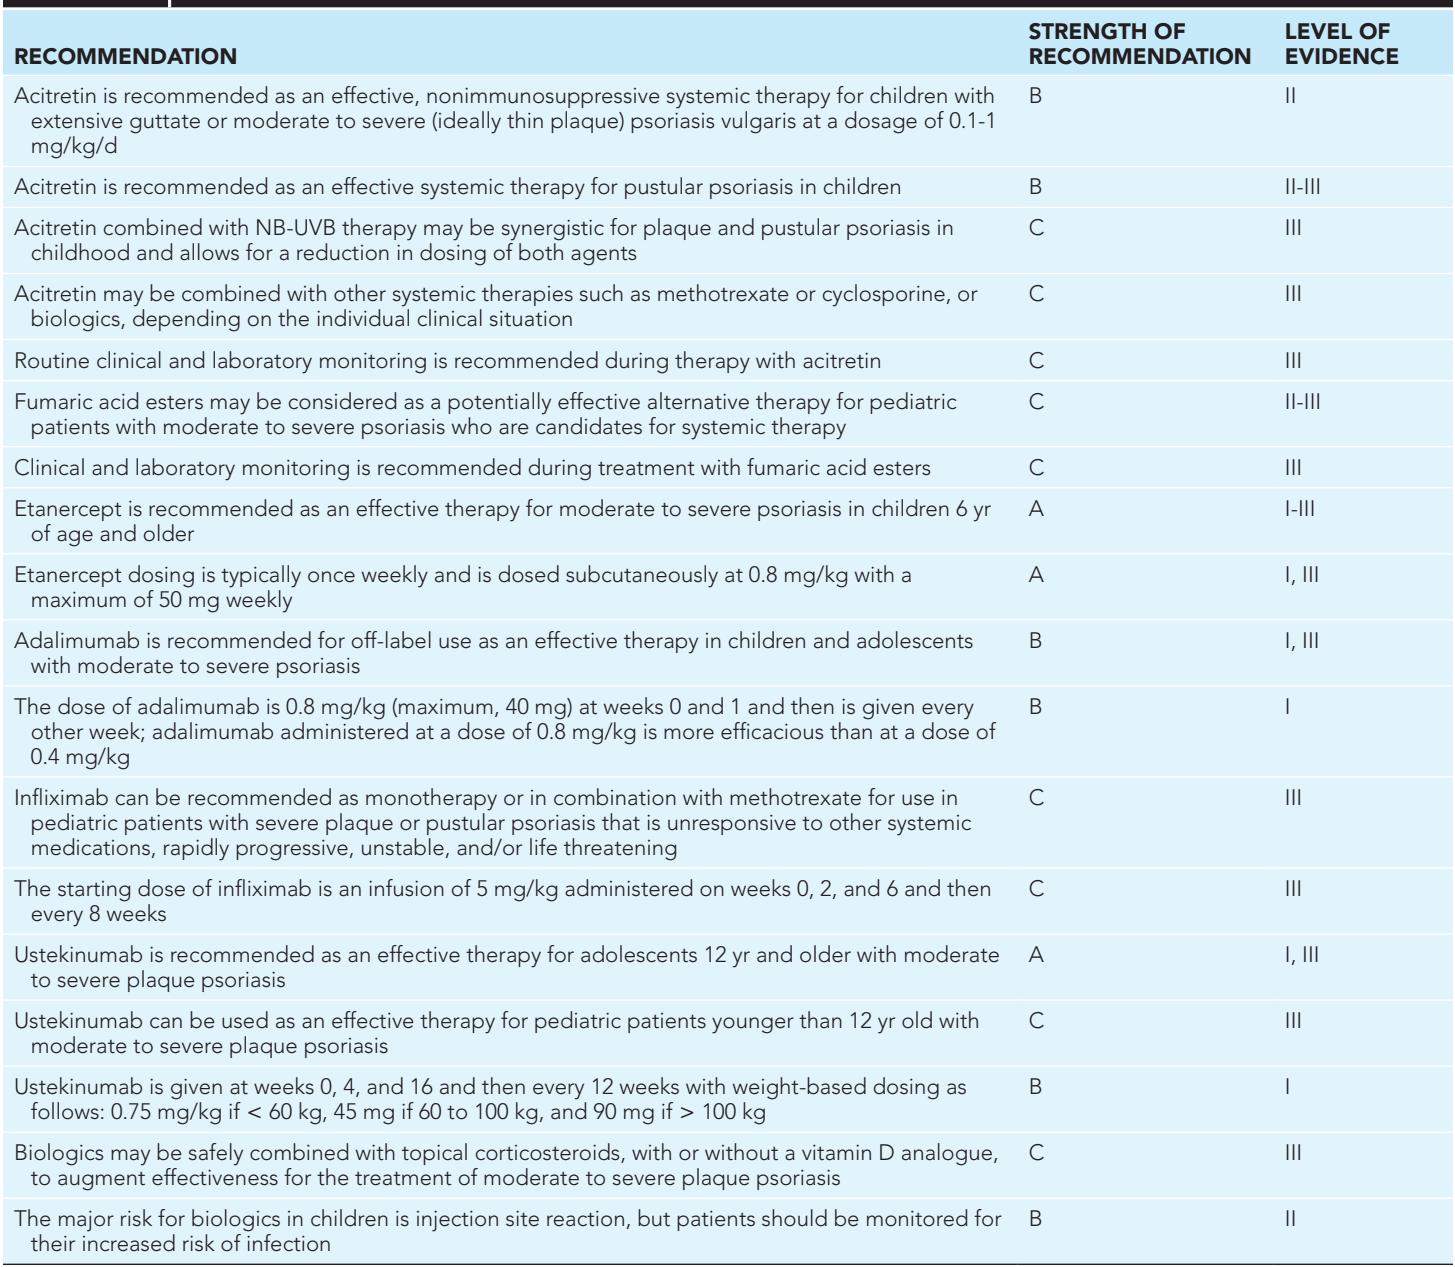 RECOMMENDATION STRENGTH OF RECOMMENDATION LEVEL OF EVIDENCE
Acitretin is recommended as an effective, nonimmunosuppressive systemic therapy for children with B II
extensive guttate or moderate to severe (ideally thin plaque) psoriasis vulgaris at a dosage of 0.1-1
mg/kg/d
Acitretin is recommended as an effective systemic therapy for pustular psoriasis in children B II-III
Acitretin combined with NB-UVB therapy may be synergistic for plaque and pustular psoriasis in C III
childhood and allows for a reduction in dosing of both agents
Acitretin may be combined with other systemic therapies such as methotrexate or cyclosporine, or C III
biologics, depending on the individual clinical situation
Routine clinical and laboratory monitoring is recommended during therapy with acitretin C III
Fumaric acid esters may be considered as a potentially effective alternative therapy for pediatric C II-III
patients with moderate to severe psoriasis who are candidates for systemic therapy
Clinical and laboratory monitoring is recommended during treatment with fumaric acid esters C III
Etanercept is recommended as an effective therapy for moderate to severe psoriasis in children 6 yr A I-III
of age and older
Etanercept dosing is typically once weekly and is dosed subcutaneously at 0.8 mg/kg with a A I, III
maximum of 50 mg weekly
Adalimumab is recommended for off-label use as an effective therapy in children and adolescents B I, III
with moderate to severe psoriasis
The dose of adalimumab is 0.8 mg/kg (maximum, 40 mg) at weeks 0 and 1 and then is given every B I
other week; adalimumab administered at a dose of 0.8 mg/kg is more efficacious than at a dose of
0.4 mg/kg
Infliximab can be recommended as monotherapy or in combination with methotrexate for use in C III
pediatric patients with severe plaque or pustular psoriasis that is unresponsive to other systemic
medications, rapidly progressive, unstable, and/or life threatening
The starting dose of infliximab is an infusion of 5 mg/kg administered on weeks 0, 2, and 6 and then C III
every 8 weeks
Ustekinumab is recommended as an effective therapy for adolescents 12 yr and older with moderate A I, III
to severe plaque psoriasis
Ustekinumab can be used as an effective therapy for pediatric patients younger than 12 yr old with C III
moderate to severe plaque psoriasis
Ustekinumab is given at weeks 0, 4, and 16 and then every 12 weeks with weight-based dosing as B I
follows: 0.75 mg/kg if < 60 kg, 45 mg if 60 to 100 kg, and 90 mg if > 100 kg
Biologics may be safely combined with topical corticosteroids, with or without a vitamin D analogue, C III
to augment effectiveness for the treatment of moderate to severe plaque psoriasis
The major risk for biologics in children is injection site reaction, but patients should be monitored for B II
their increased risk of infection